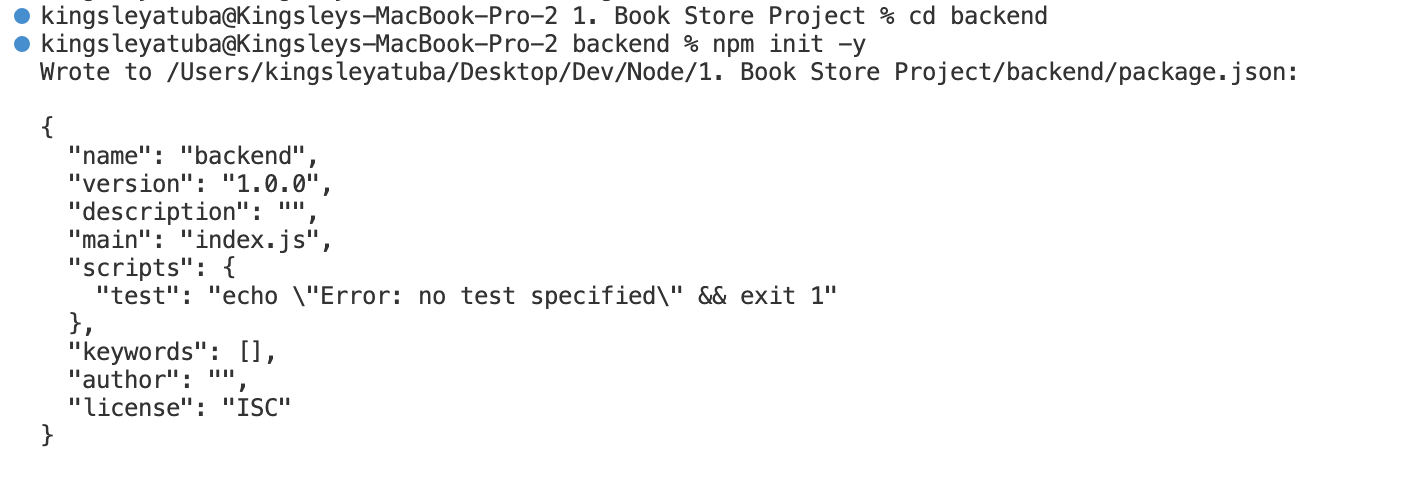 kingsleyatuba@Kingsleys-MacBook-Pro-2 1. Book Store Project % cd backend
kingsleyatuba@Kingsleys-MacBook-Pro-2 backend % npm init -y
Wrote to /Users/kingsleyatuba/Desktop/Dev/Node/1. Book Store Project/backend/package.json:

{
  "name": "backend",
  "version": "1.0.0",
  "description": "",
  "main": "index.js",
  "scripts": {
    "test": "echo \"Error: no test specified\" && exit 1"
  },
  "keywords": [],
  "author": "",
  "license": "ISC"
}